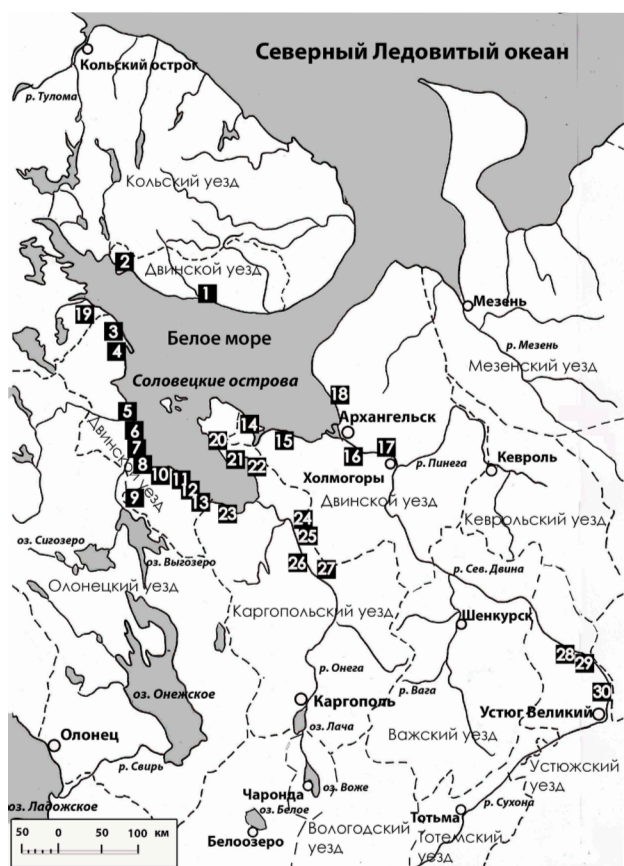 Северный Ледовитый океан
Кольский острог
р. Тулома
Кольский уезд
2
Двинской уезд
1
Мезень
19
3
Белое море
р. Мезень
4
Мезенский уезд
Соловецкие острова
18
5
14
Архангельск
6
20
15
17
7
21
16
Кевроль
8
22
Холмогоры
р. Пинега
10
11
Двинской уезд
12
9
13
23
Двинской уезд
24
Кеврольский уезд
25
оз. Сигозеро
оз. Выгозеро
26
27
р. Сев. Двина
Олонецкий уезд
Каргопольский уезд
Шенкурск
28
29
р. Онега
р. Вага
30
оз. Онежское
Каргополь
Устюг Великий
оз. Лача
Важский уезд
Олонец
р. Свирь
Устюжский
уезд
Чаронда
оз. Воже
р. Сухона
оз. Ладожское
оз. Белое
Тотьма
Вологодский
уезд
Тотемский
уезд
Белоозеро
50 0 50 100 км